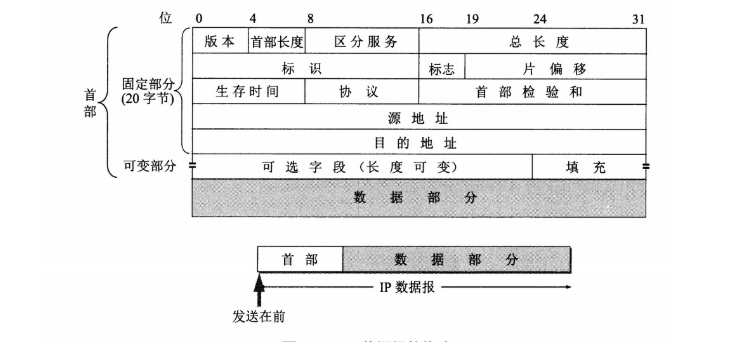 位 0 4 8 16 19 24 31
版本 首部长度 区分服务 总长度
标识 标志 片偏移
首部 固定部分 (20字节)
生存时间 协议 首部检验和
源地址
目的地址
可变部分 可选字段（长度可变） 填充
数据部分
首部 数据部分
IP 数据报
发送在前